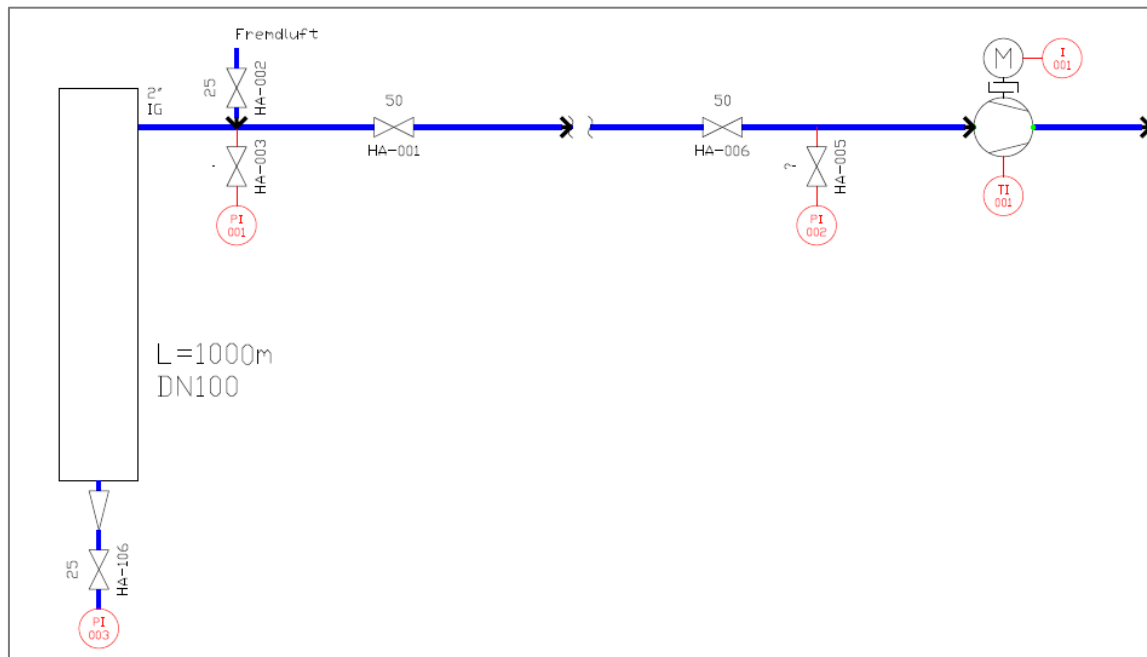 Fremdluft
25
HA-002
2"
IG
HA-003
PI
001
50
HA-001
50
HA-006
?
HA-005
PI
002
M
I
001
TI
001
L=1000m
DN100
25
HA-106
PI
003